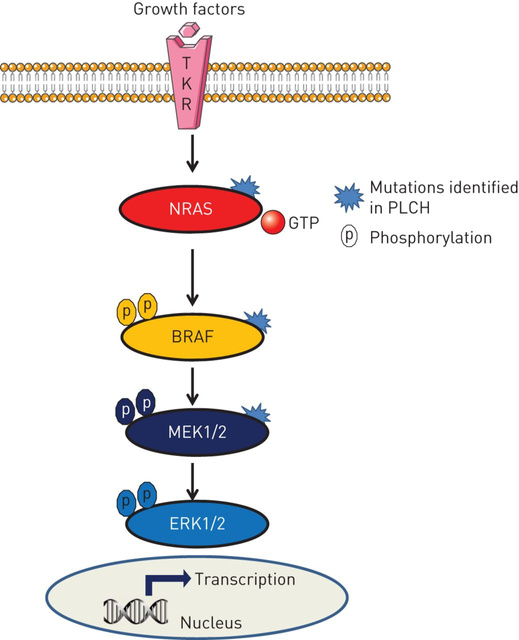 Growth factors
T
K
R
NRAS
GTP
Mutations identified
in PLCH
p Phosphorylation
p p
BRAF
p p
MEK1/2
p p
ERK1/2
Transcription
Nucleus